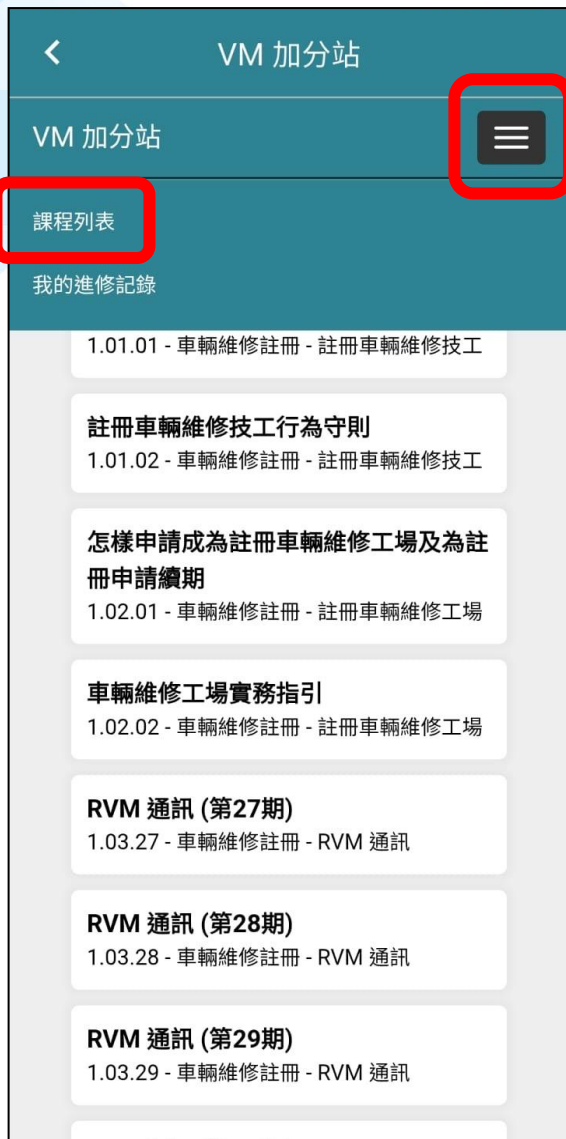 VM 加分站
VM 加分站
課程列表
我的進修記錄
1.01.01 - 車輛維修註冊 - 註冊車輛維修技工
註冊車輛維修技工行為守則
1.01.02 - 車輛維修註冊 - 註冊車輛維修技工
怎樣申請成為註冊車輛維修工場及為註
冊申請續期
1.02.01 - 車輛維修註冊 - 註冊車輛維修工場
車輛維修工場實務指引
1.02.02 - 車輛維修註冊 - 註冊車輛維修工場
RVM 通訊 (第27期)
1.03.27 - 車輛維修註冊 - RVM 通訊
RVM 通訊 (第28期)
1.03.28 - 車輛維修註冊 - RVM 通訊
RVM 通訊 (第29期)
1.03.29 - 車輛維修註冊 - RVM 通訊